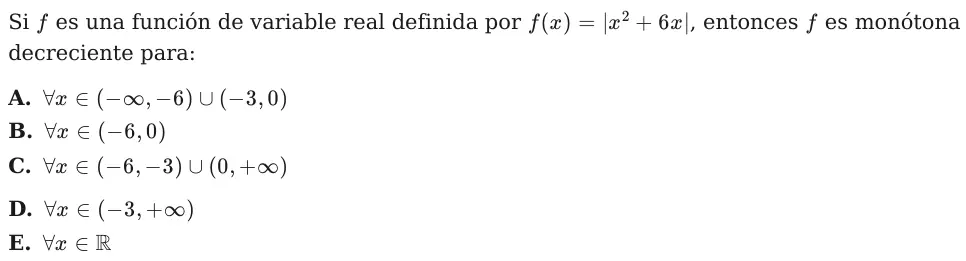 Si f es una función de variable real definida por f(x) = |x² + 6x|, entonces f es monótona
decreciente para:
A. ∀x ∈ (−∞, −6) ∪ (−3, 0)
B. ∀x ∈ (−6, 0)
C. ∀x ∈ (−6, −3) ∪ (0, +∞)
D. ∀x ∈ (−3, +∞)
E. ∀x ∈ ℝ